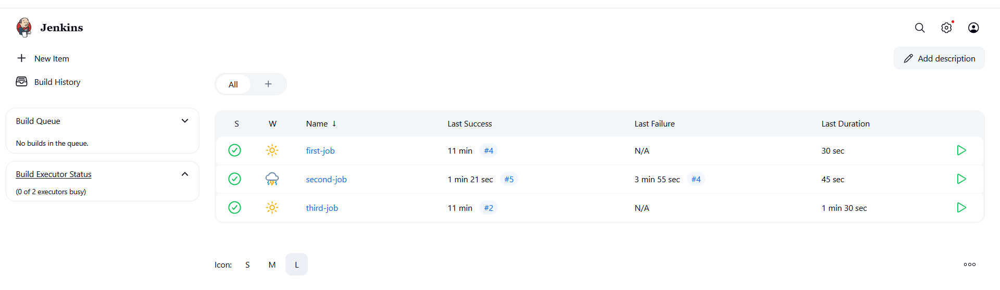 Jenkins
New Item
Add description
Build History
All
Build Queue
No builds in the queue.
Build Executor Status
(0 of 2 executors busy)
S W Name ↓ Last Success Last Failure Last Duration
first-job 11 min #4 N/A 30 sec
second-job 1 min 21 sec #5 3 min 55 sec #4 45 sec
third-job 11 min #2 N/A 1 min 30 sec
Icon: S M L